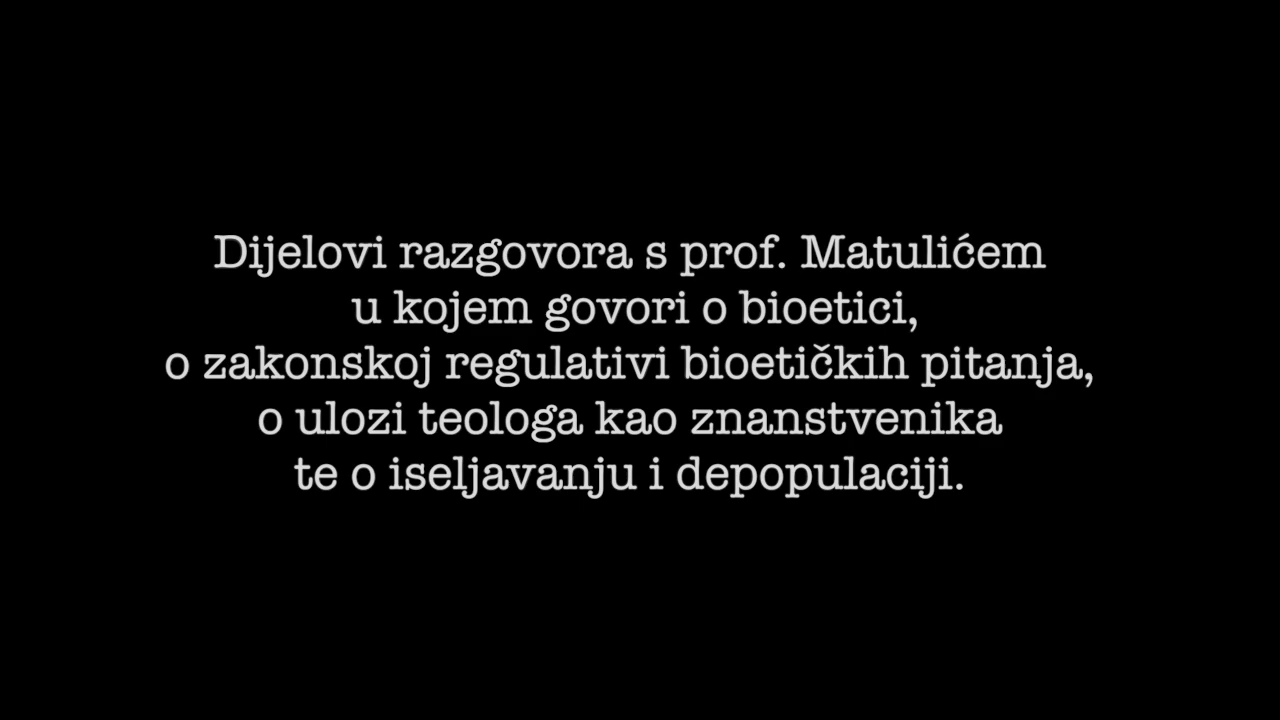 Dijelovi razgovora s prof. Matulićem
u kojem govori o bioetici,
o zakonskoj regulativi bioetičkih pitanja,
o ulozi teologa kao znanstvenika
te o iseljavanju i depopulaciji.